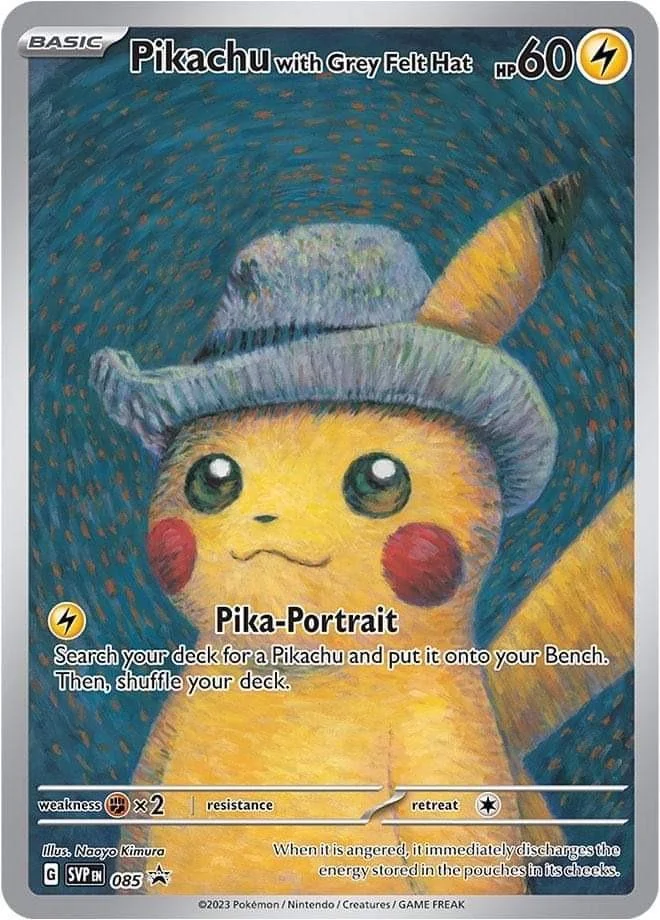 BASIC Pikachu with Grey Felt Hat HP60
Pika-Portrait
Search your deck for a Pikachu and put it onto your Bench.
Then, shuffle your deck.
weakness ×2 resistance retreat
Illus. Naoyo Kimura
When it is angered, it immediately discharges the
energy stored in the pouches in its cheeks.
G SVP EN 085
©2023 Pokémon / Nintendo / Creatures / GAME FREAK